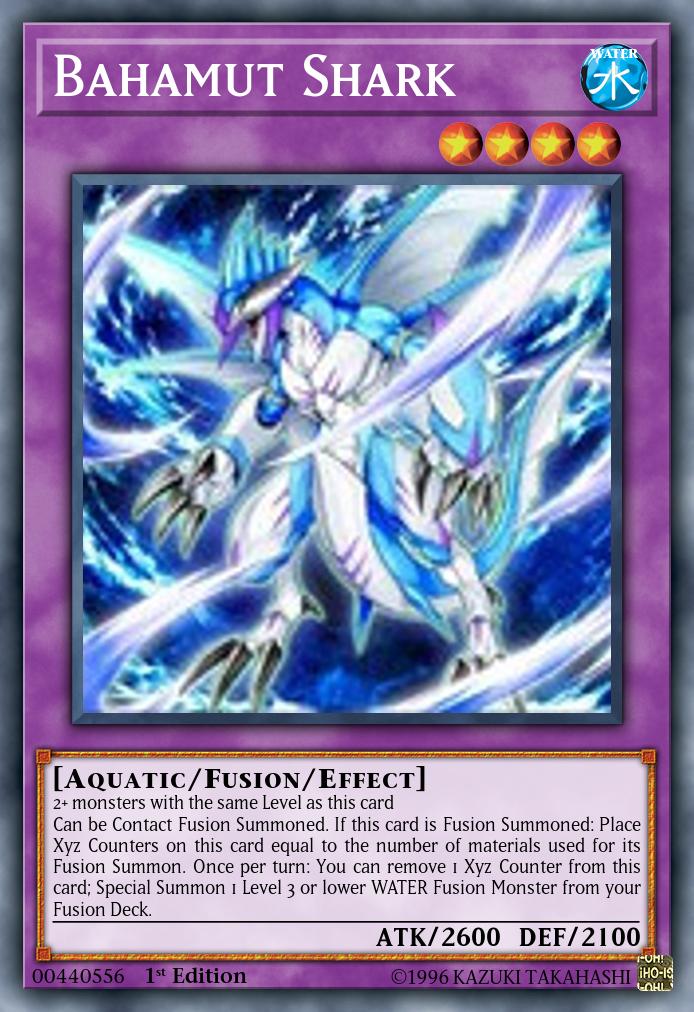 Bahamut Shark
WATER
水
[Aquatic/Fusion/Effect]
2+ monsters with the same Level as this card
Can be Contact Fusion Summoned. If this card is Fusion Summoned: Place
Xyz Counters on this card equal to the number of materials used for its
Fusion Summon. Once per turn: You can remove 1 Xyz Counter from this
card; Special Summon 1 Level 3 or lower WATER Fusion Monster from your
Fusion Deck.
ATK/2600 DEF/2100
00440556 1st Edition ©1996 KAZUKI TAKAHASHI